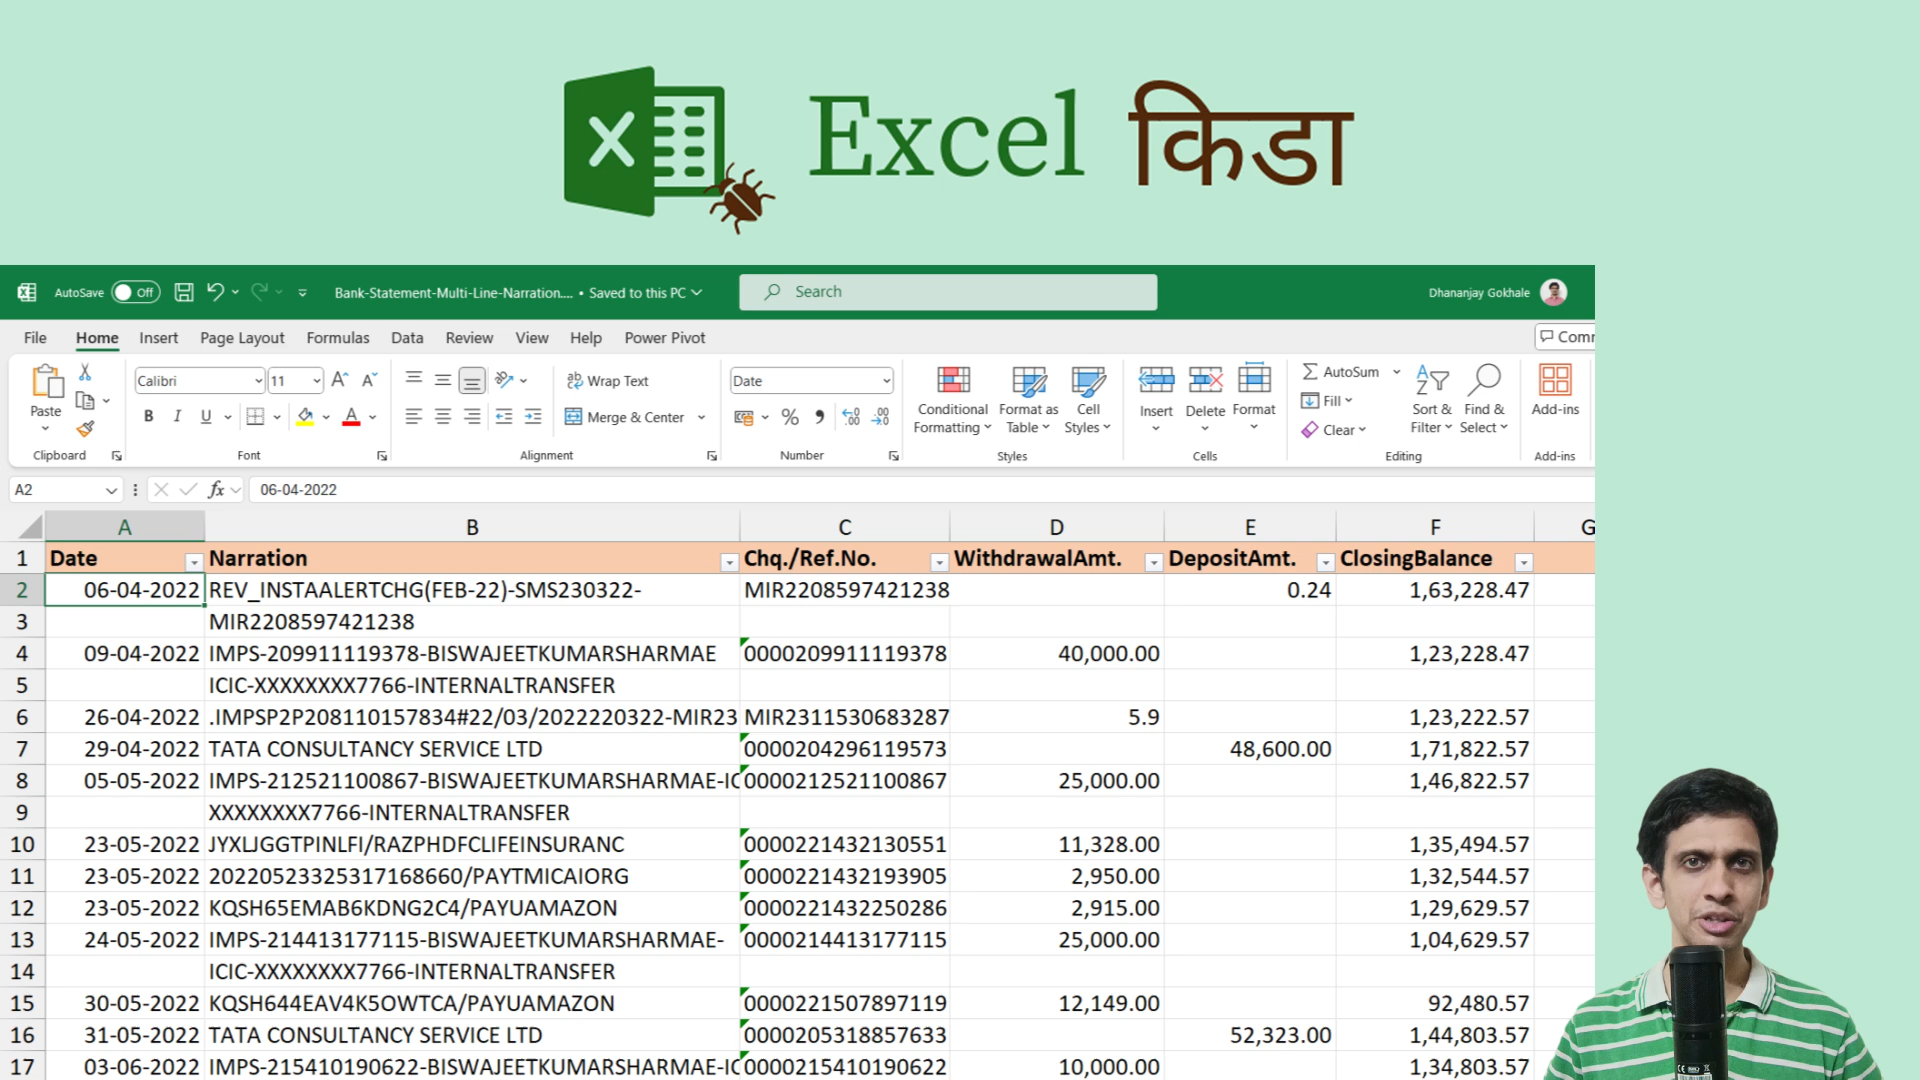 X Excel किडा
AutoSave Off Bank-Statement-Multi-Line-Narration.... • Saved to this PC Search Dhananjay Gokhale
File Home Insert Page Layout Formulas Data Review View Help Power Pivot Comm
Paste Calibri 11 Wrap Text Date Conditional Formatting Format as Table Cell Styles Insert Delete Format AutoSum Fill Clear Sort & Filter Find & Select Add-ins
B I U A Merge & Center % ,
Clipboard Font Alignment Number Styles Cells Editing Add-ins
A2 fx 06-04-2022
A B C D E F G
1 Date Narration Chq./Ref.No. WithdrawalAmt. DepositAmt. ClosingBalance
2 06-04-2022 REV_INSTAALERTCHG(FEB-22)-SMS230322- MIR2208597421238 0.24 1,63,228.47
3 MIR2208597421238
4 09-04-2022 IMPS-209911119378-BISWAJEETKUMARSHARMAE 0000209911119378 40,000.00 1,23,228.47
5 ICIC-XXXXXXXX7766-INTERNALTRANSFER
6 26-04-2022 .IMPSP2P208110157834#22/03/2022220322-MIR23 MIR2311530683287 5.9 1,23,222.57
7 29-04-2022 TATA CONSULTANCY SERVICE LTD 0000204296119573 48,600.00 1,71,822.57
8 05-05-2022 IMPS-212521100867-BISWAJEETKUMARSHARMAE-IC 0000212521100867 25,000.00 1,46,822.57
9 XXXXXXXX7766-INTERNALTRANSFER
10 23-05-2022 JYXLJGGTPINLFI/RAZPHDFCLIFEINSURANC 0000221432130551 11,328.00 1,35,494.57
11 23-05-2022 20220523325317168660/PAYTMICAIORG 0000221432193905 2,950.00 1,32,544.57
12 23-05-2022 KQSH65EMAB6KDNG2C4/PAYUAMAZON 0000221432250286 2,915.00 1,29,629.57
13 24-05-2022 IMPS-214413177115-BISWAJEETKUMARSHARMAE- 0000214413177115 25,000.00 1,04,629.57
14 ICIC-XXXXXXXX7766-INTERNALTRANSFER
15 30-05-2022 KQSH644EAV4K5OWTCA/PAYUAMAZON 0000221507897119 12,149.00 92,480.57
16 31-05-2022 TATA CONSULTANCY SERVICE LTD 0000205318857633 52,323.00 1,44,803.57
17 03-06-2022 IMPS-215410190622-BISWAJEETKUMARSHARMAE-IC 0000215410190622 10,000.00 1,34,803.57